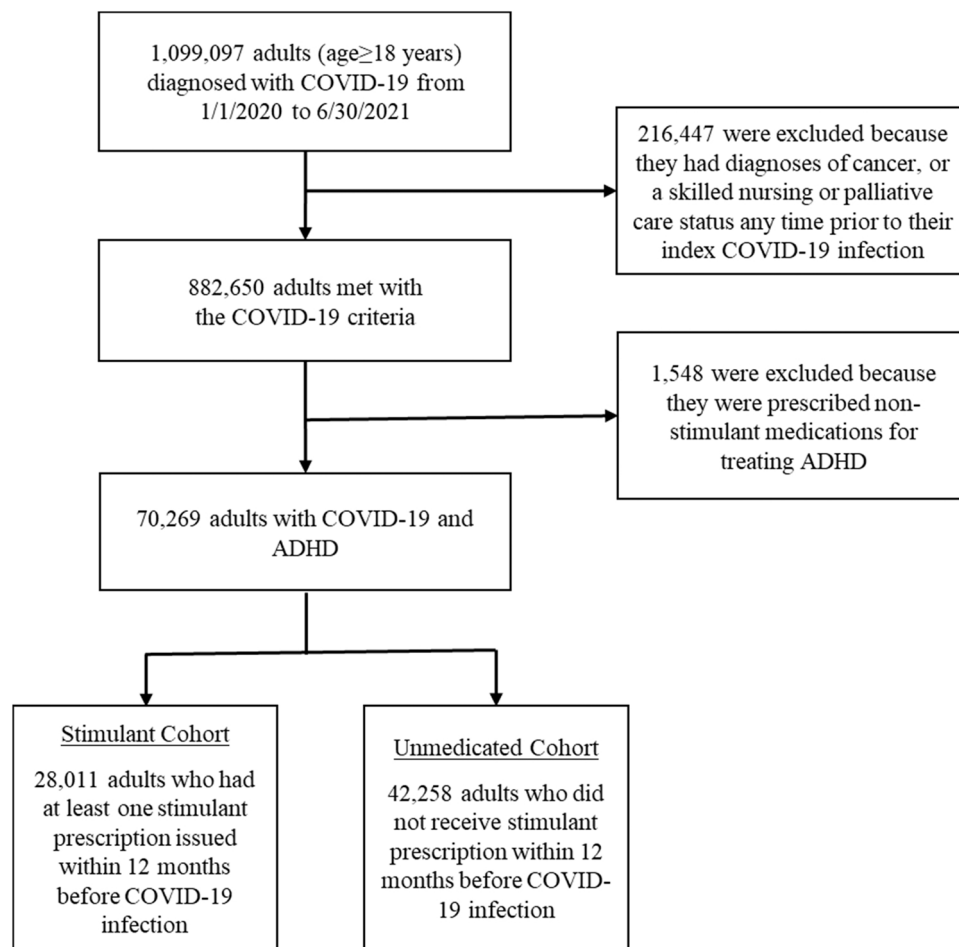 1,099,097 adults (age≥18 years)
diagnosed with COVID-19 from
1/1/2020 to 6/30/2021
216,447 were excluded because
they had diagnoses of cancer, or
a skilled nursing or palliative
care status any time prior to their
index COVID-19 infection
882,650 adults met with
the COVID-19 criteria
1,548 were excluded because
they were prescribed non-
stimulant medications for
treating ADHD
70,269 adults with COVID-19 and
ADHD
Stimulant Cohort
28,011 adults who had
at least one stimulant
prescription issued
within 12 months
before COVID-19
infection
Unmedicated Cohort
42,258 adults who did
not receive stimulant
prescription within 12
months before COVID-
19 infection